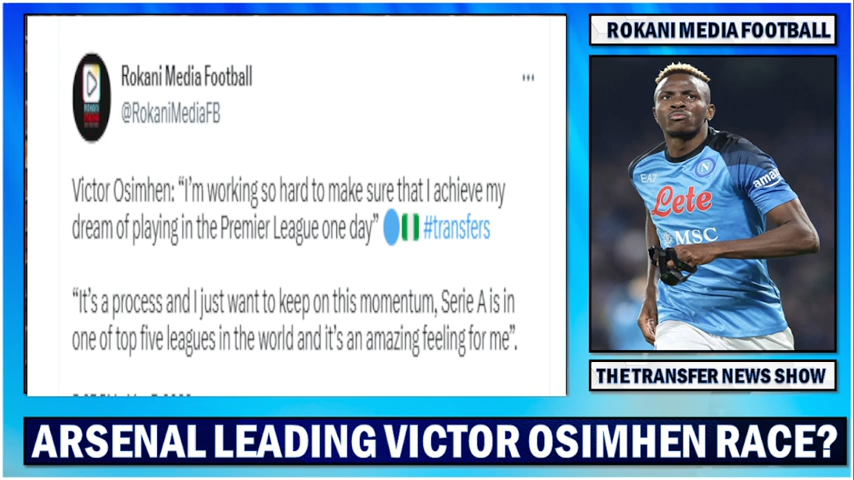 Rokani Media Football
@RokaniMediaFB
Victor Osimhen: “I’m working so hard to make sure that I achieve my
dream of playing in the Premier League one day” #transfers
“It’s a process and I just want to keep on this momentum, Serie A is in
one of top five leagues in the world and it’s an amazing feeling for me”.
ROKANI MEDIA FOOTBALL
EA7
Lete
MSC
THE TRANSFER NEWS SHOW
ARSENAL LEADING VICTOR OSIMHEN RACE?